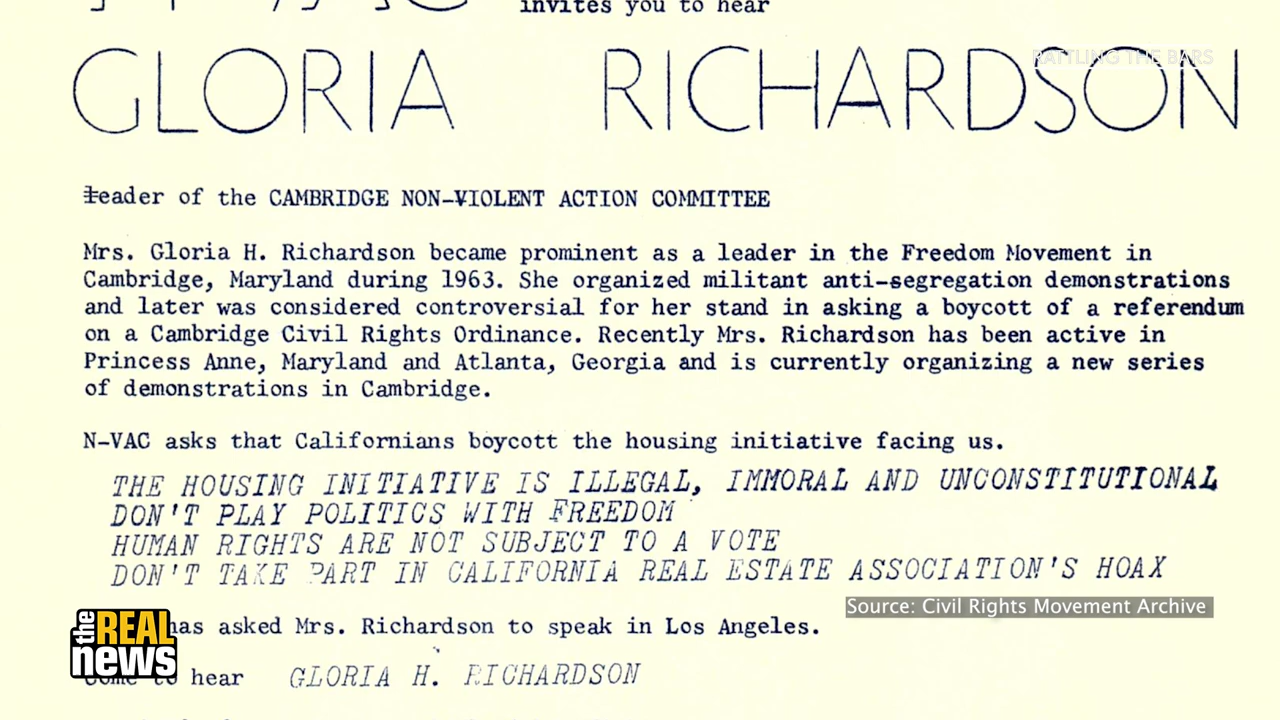 invites you to hear
GLORIA RICHARDSON
RATTLING THE BARS
leader of the CAMBRIDGE NON-VIOLENT ACTION COMMITTEE
Mrs. Gloria H. Richardson became prominent as a leader in the Freedom Movement in
Cambridge, Maryland during 1963. She organized militant anti-segregation demonstrations
and later was considered controversial for her stand in asking a boycott of a referendum
on a Cambridge Civil Rights Ordinance. Recently Mrs. Richardson has been active in
Princess Anne, Maryland and Atlanta, Georgia and is currently organizing a new series
of demonstrations in Cambridge.
N-VAC asks that Californians boycott the housing initiative facing us.
THE HOUSING INITIATIVE IS ILLEGAL, IMMORAL AND UNCONSTITUTIONAL
DON'T PLAY POLITICS WITH FREEDOM
HUMAN RIGHTS ARE NOT SUBJECT TO A VOTE
DON'T TAKE PART IN CALIFORNIA REAL ESTATE ASSOCIATION'S HOAX
Source: Civil Rights Movement Archive
has asked Mrs. Richardson to speak in Los Angeles.
the REAL news
hear GLORIA H. RICHARDSON